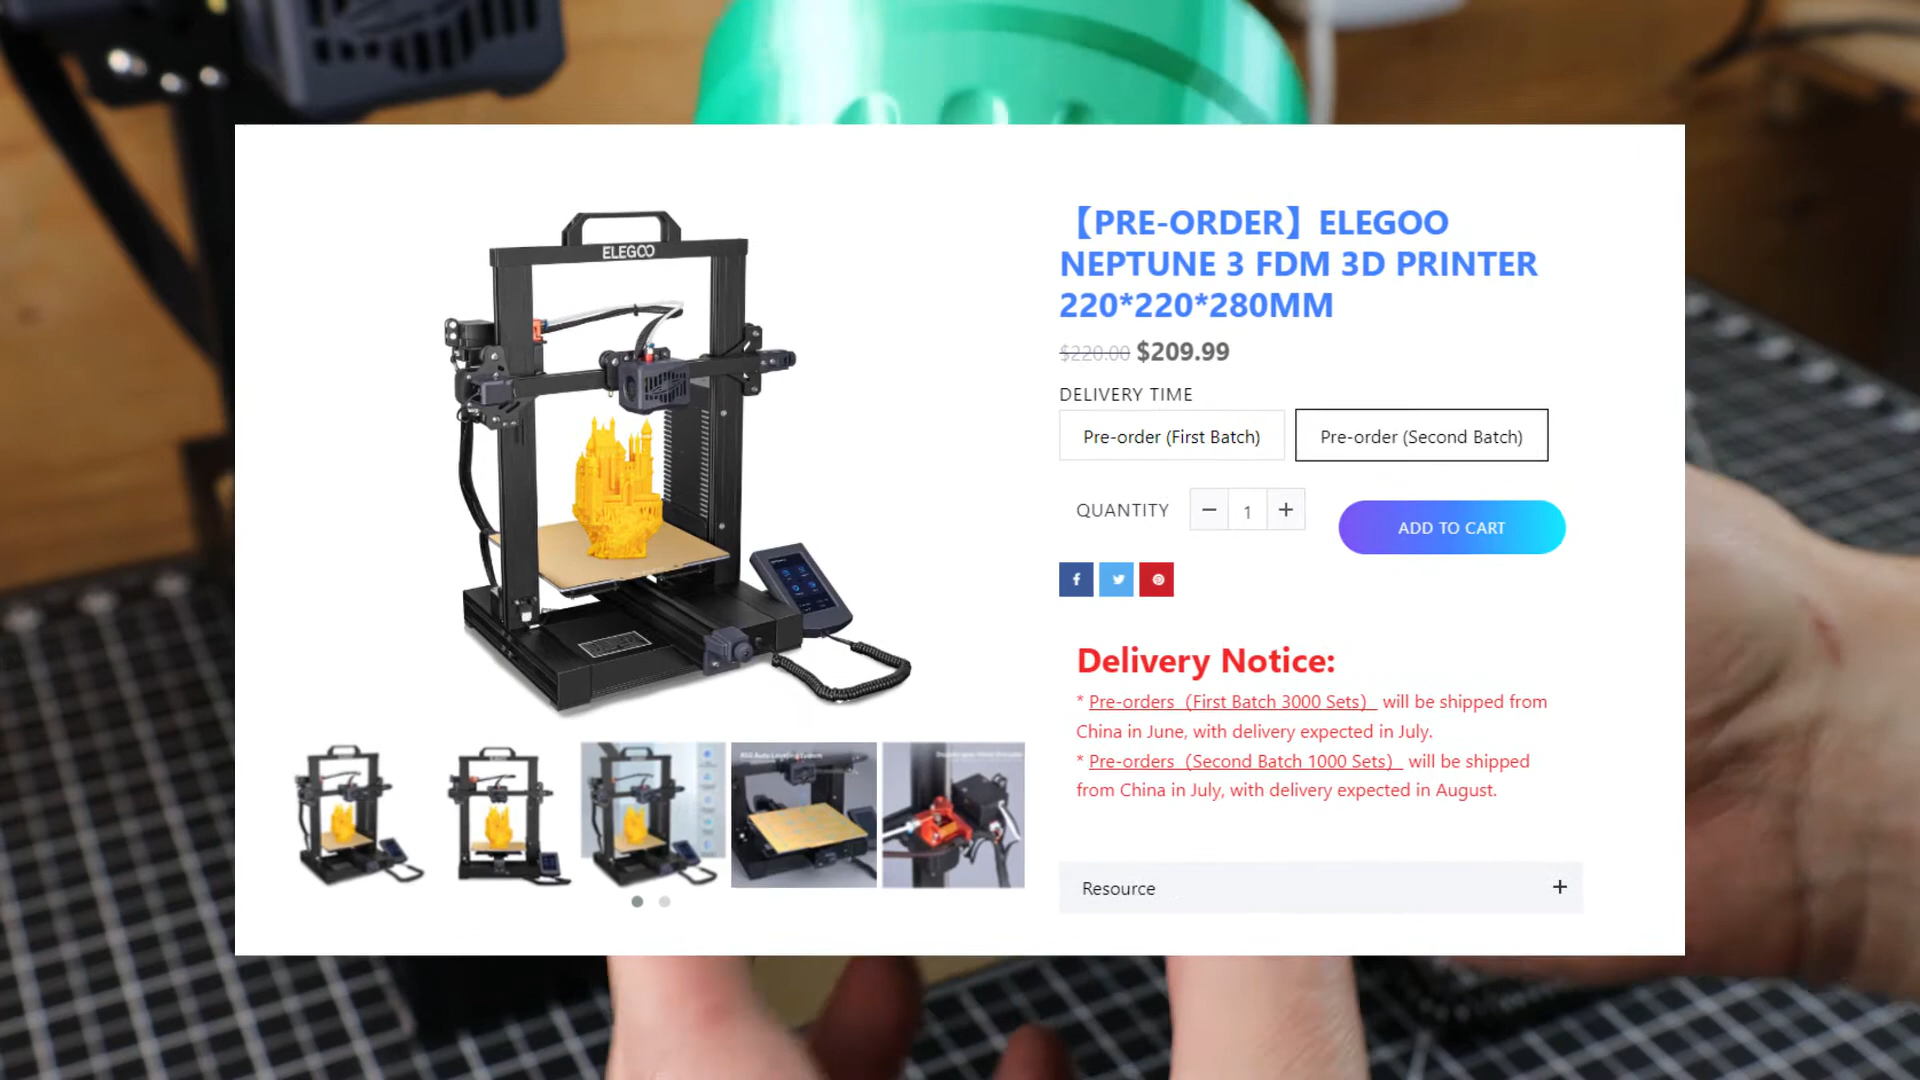 【PRE-ORDER】ELEGOO
NEPTUNE 3 FDM 3D PRINTER
220*220*280MM
$220.00 $209.99
DELIVERY TIME
Pre-order (First Batch)
Pre-order (Second Batch)
QUANTITY
1
ADD TO CART
Delivery Notice:
* Pre-orders（First Batch 3000 Sets） will be shipped from
China in June, with delivery expected in July.
* Pre-orders（Second Batch 1000 Sets） will be shipped
from China in July, with delivery expected in August.
Resource
ELEGOO